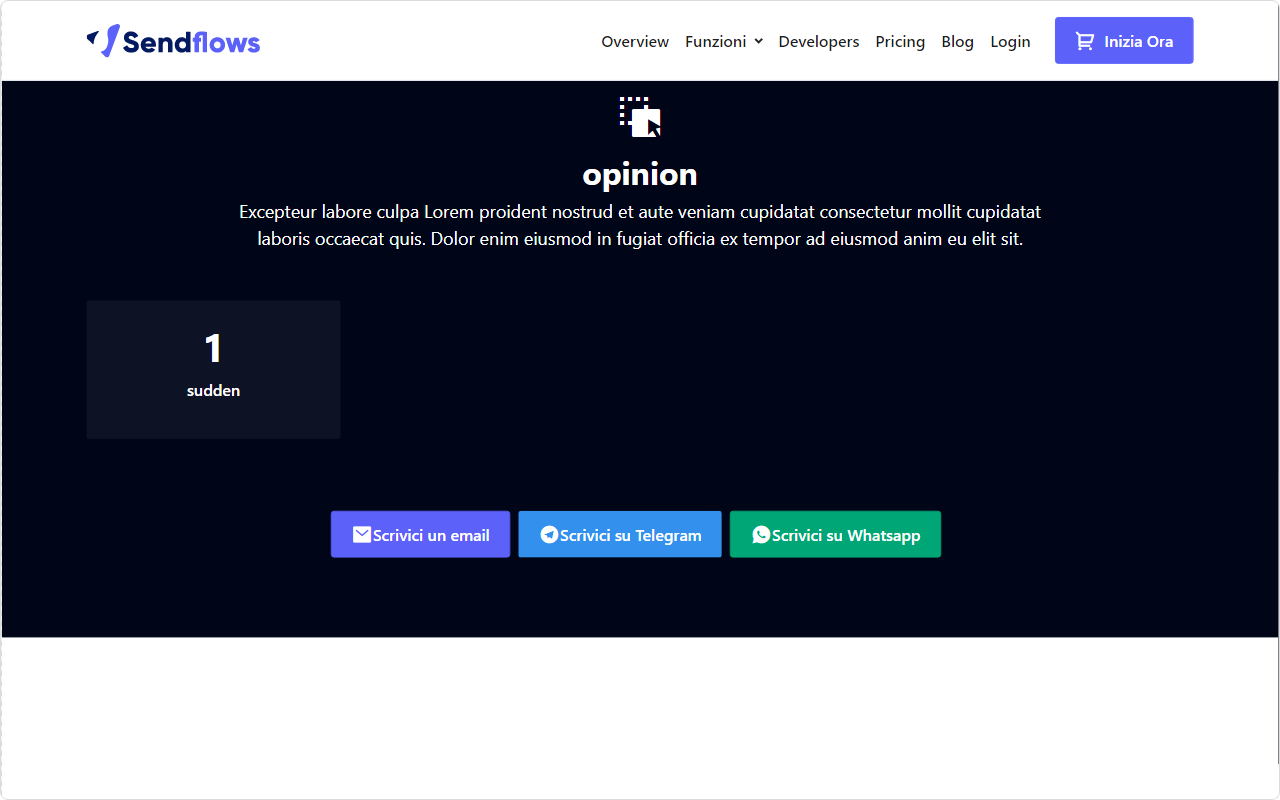 Sendflows
Overview Funzioni Developers Pricing Blog Login Inizia Ora
opinion
Excepteur labore culpa Lorem proident nostrud et aute veniam cupidatat consectetur mollit cupidatat
laboris occaecat quis. Dolor enim eiusmod in fugiat officia ex tempor ad eiusmod anim eu elit sit.
1
sudden
Scrivici un email Scrivici su Telegram Scrivici su Whatsapp